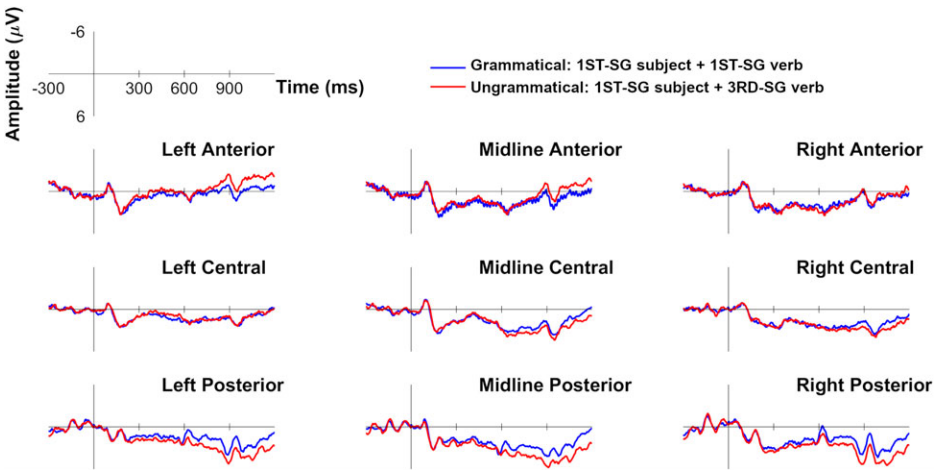 Amplitude (μV)
-6
6
-300
300
600
900
Time (ms)
Grammatical: 1ST-SG subject + 1ST-SG verb
Ungrammatical: 1ST-SG subject + 3RD-SG verb
Left Anterior
Midline Anterior
Right Anterior
Left Central
Midline Central
Right Central
Left Posterior
Midline Posterior
Right Posterior